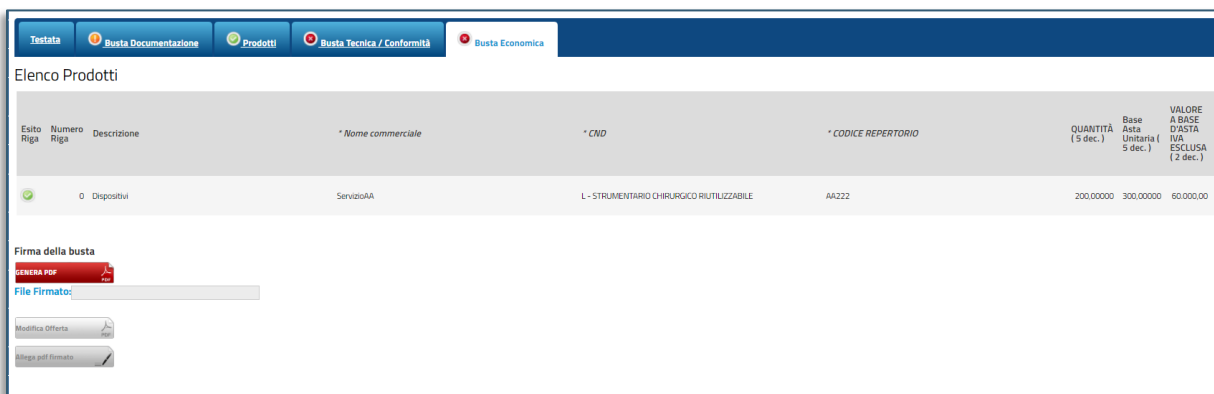 Testata Busta Documentazione Prodotti Busta Tecnica / Conformità Busta Economica
Elenco Prodotti
Esito Riga Numero Riga Descrizione * Nome commerciale * CND * CODICE REPERTORIO QUANTITÀ ( 5 dec. ) Base Asta Unitaria ( 5 dec. ) VALORE A BASE D'ASTA IVA ESCLUSA ( 2 dec. )
0 Dispositivi ServizioAA L - STRUMENTARIO CHIRURGICO RIUTILIZZABILE AA222 200,00000 300,00000 60.000,00
Firma della busta
GENERA PDF PDF
File Firmato:
Modifica Offerta PDF
Allega pdf firmato